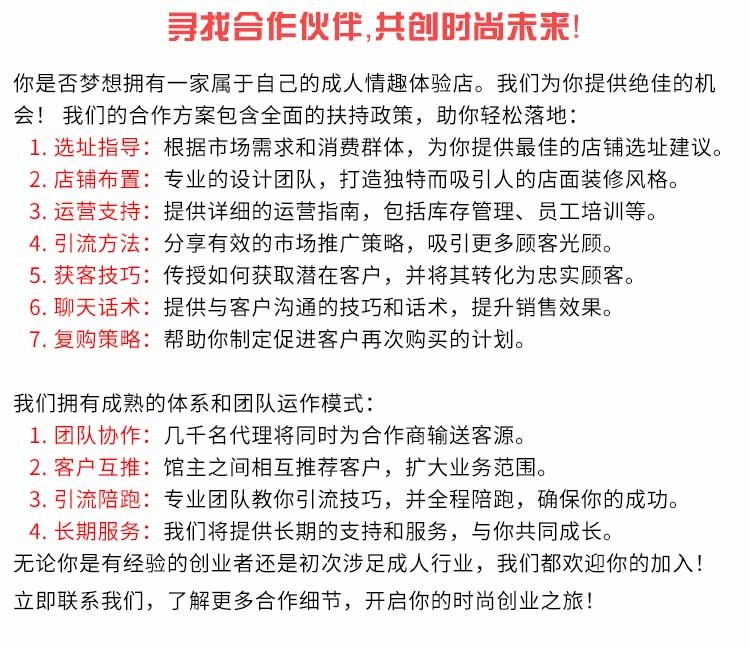 寻找合作伙伴,共创时尚未来!
你是否梦想拥有一家属于自己的成人情趣体验店。我们为你提供绝佳的机
会！ 我们的合作方案包含全面的扶持政策，助你轻松落地：
1. 选址指导：根据市场需求和消费群体，为你提供最佳的店铺选址建议。
2. 店铺布置：专业的设计团队，打造独特而吸引人的店面装修风格。
3. 运营支持：提供详细的运营指南，包括库存管理、员工培训等。
4. 引流方法：分享有效的市场推广策略，吸引更多顾客光顾。
5. 获客技巧：传授如何获取潜在客户，并将其转化为忠实顾客。
6. 聊天话术：提供与客户沟通的技巧和话术，提升销售效果。
7. 复购策略：帮助你制定促进客户再次购买的计划。
我们拥有成熟的体系和团队运作模式：
1. 团队协作：几千名代理将同时为合作商输送客源。
2. 客户互推：馆主之间相互推荐客户，扩大业务范围。
3. 引流陪跑：专业团队教你引流技巧，并全程陪跑，确保你的成功。
4. 长期服务：我们将提供长期的支持和服务，与你共同成长。
无论你是有经验的创业者还是初次涉足成人行业，我们都欢迎你的加入！
立即联系我们，了解更多合作细节，开启你的时尚创业之旅！